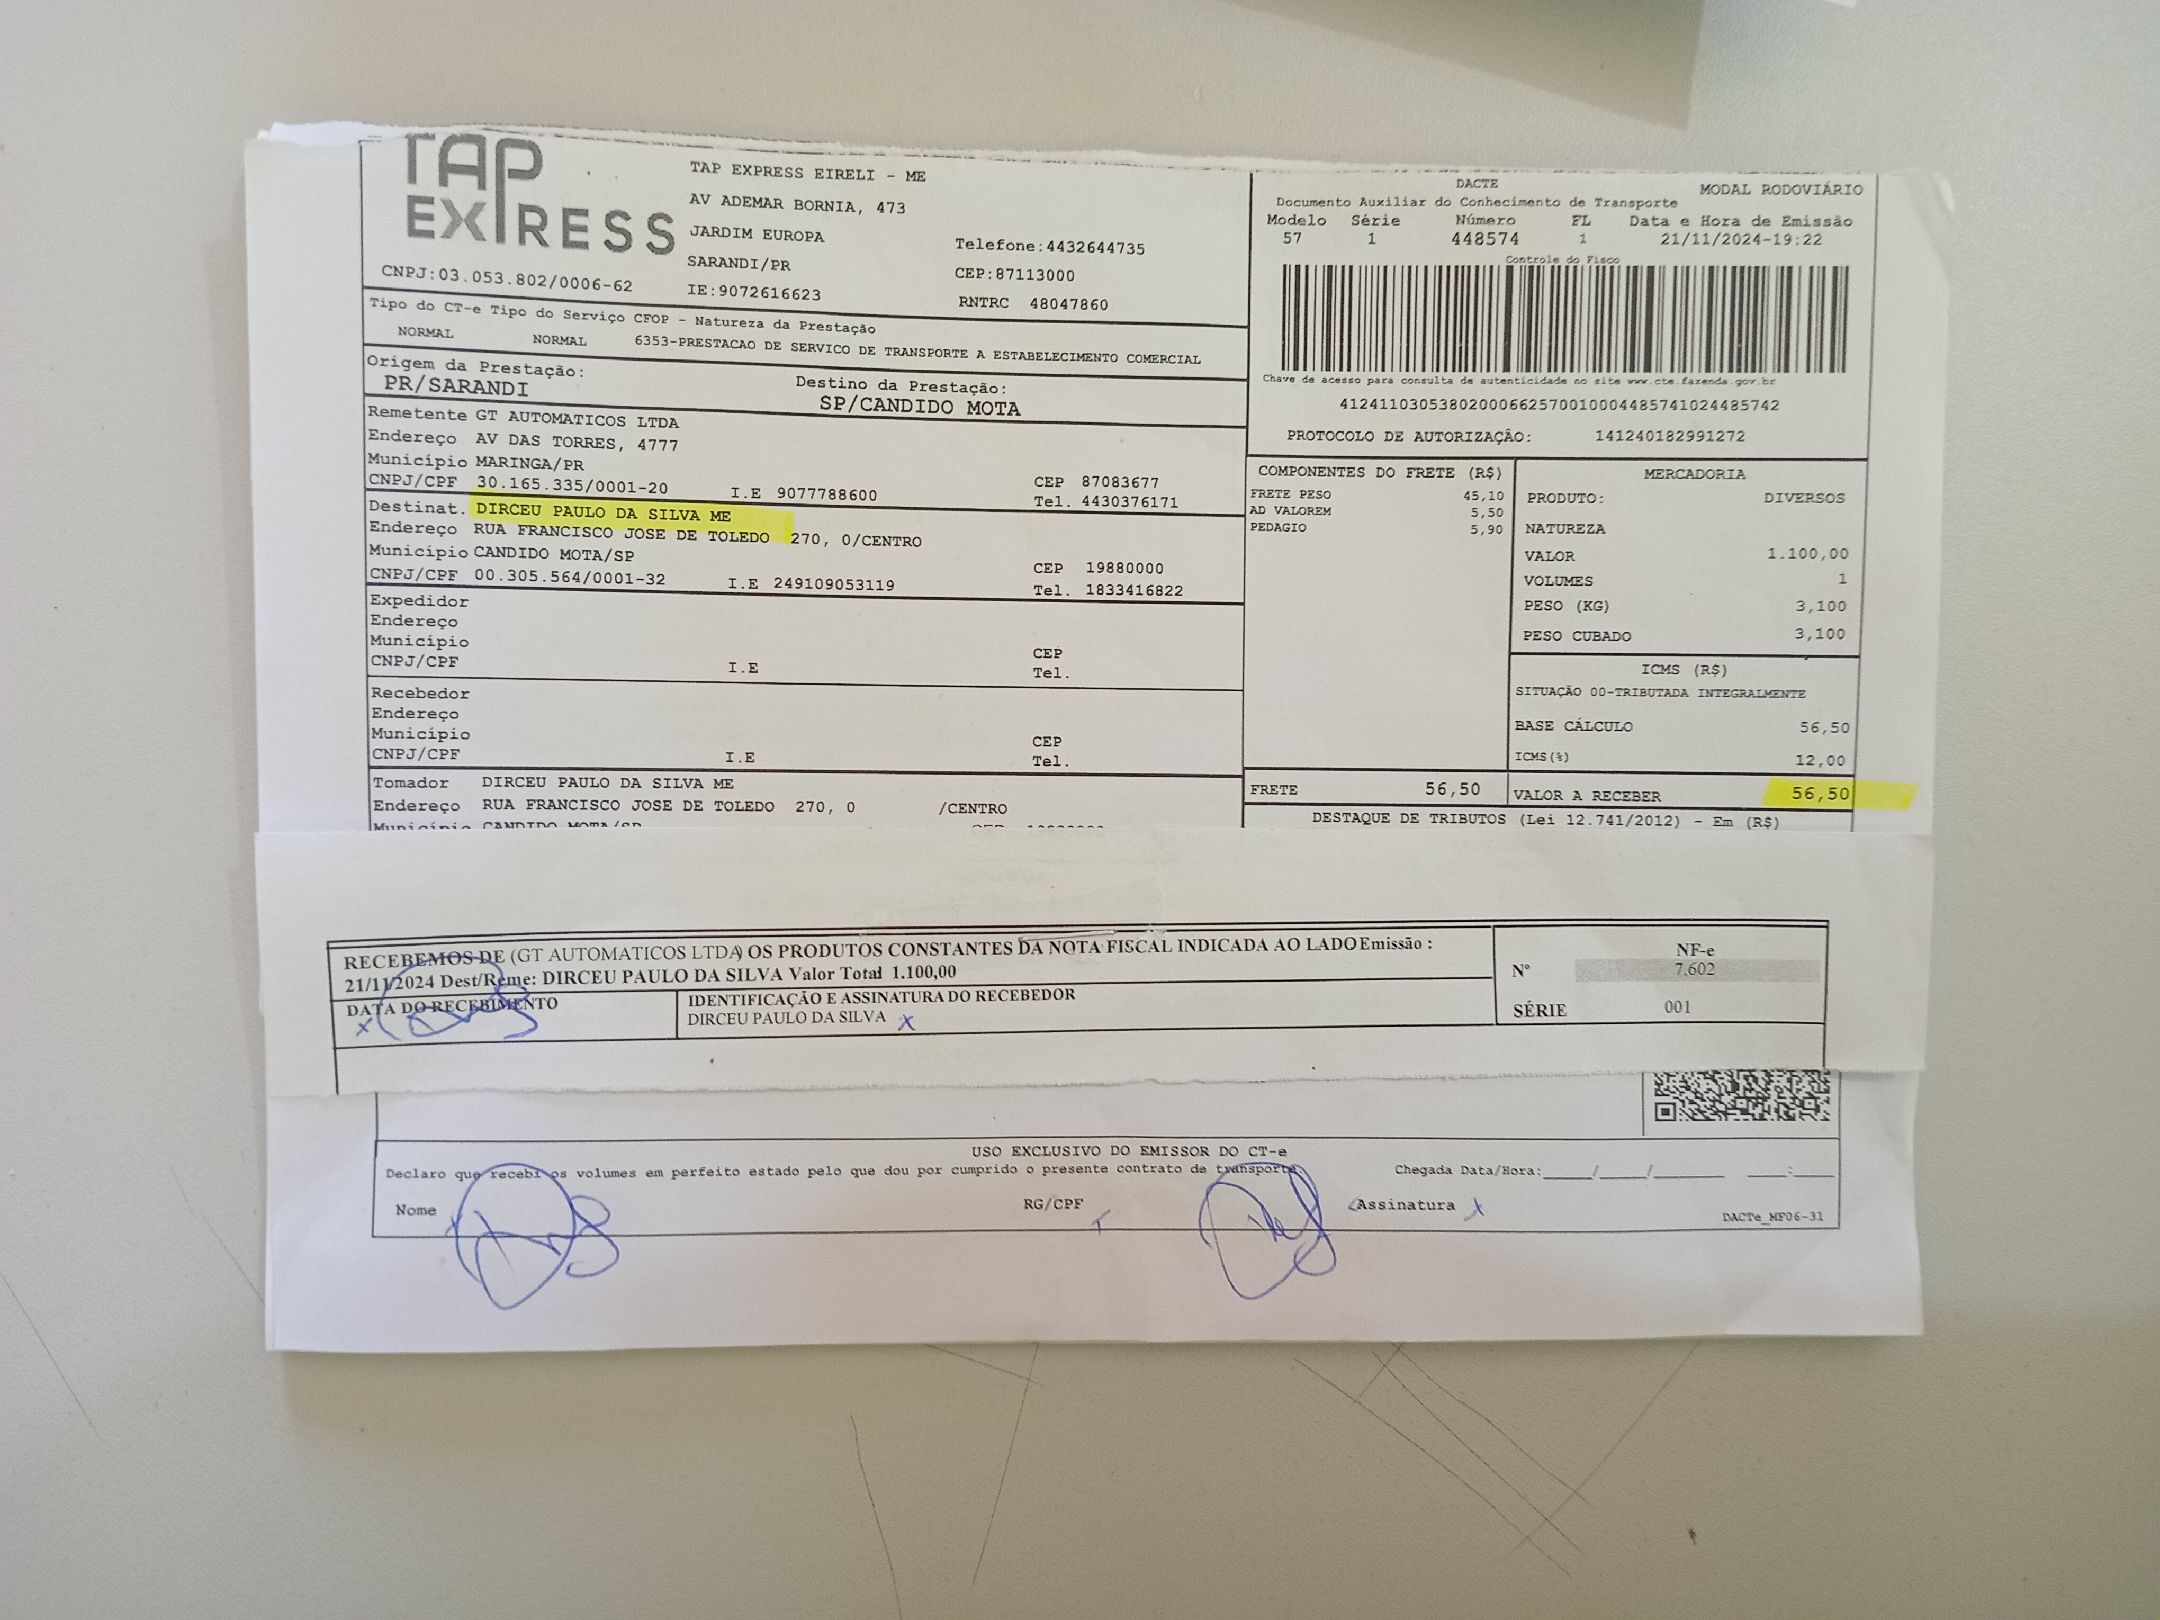 TAP
EXPRESS
CNPJ:03.053.802/0006-62
TAP EXPRESS EIRELI - ME
AV ADEMAR BORNIA, 473
JARDIM EUROPA
SARANDI/PR
IE:9072616623
Telefone:4432644735
CEP:87113000
RNTRC 48047860
DACTE
MODAL RODOVIÁRIO
Documento Auxiliar do Conhecimento de Transporte
Modelo Série Número FL Data e Hora de Emissão
57 1 448574 1 21/11/2024-19:22
Controle do Fisco
Chave de acesso para consulta de autenticidade no site www.cte.fazenda.gov.br
41241103053802000662570010004485741024485742
PROTOCOLO DE AUTORIZAÇÃO: 141240182991272
Tipo do CT-e Tipo do Serviço CFOP - Natureza da Prestação
NORMAL NORMAL 6353-PRESTACAO DE SERVICO DE TRANSPORTE A ESTABELECIMENTO COMERCIAL
Origem da Prestação: Destino da Prestação:
PR/SARANDI SP/CANDIDO MOTA
Remetente GT AUTOMATICOS LTDA
Endereço AV DAS TORRES, 4777
Município MARINGA/PR CEP 87083677
CNPJ/CPF 30.165.335/0001-20 I.E 9077788600 Tel. 4430376171
Destinat. DIRCEU PAULO DA SILVA ME
Endereço RUA FRANCISCO JOSE DE TOLEDO 270, 0/CENTRO
Município CANDIDO MOTA/SP CEP 19880000
CNPJ/CPF 00.305.564/0001-32 I.E 249109053119 Tel. 1833416822
Expedidor
Endereço
Município CEP
CNPJ/CPF I.E Tel.
Recebedor
Endereço
Município CEP
CNPJ/CPF I.E Tel.
Tomador DIRCEU PAULO DA SILVA ME
Endereço RUA FRANCISCO JOSE DE TOLEDO 270, 0 /CENTRO
Município CANDIDO MOTA/SP
COMPONENTES DO FRETE (R$)
FRETE PESO 45,10
AD VALOREM 5,50
PEDAGIO 5,90
FRETE 56,50
MERCADORIA
PRODUTO: DIVERSOS
NATUREZA
VALOR 1.100,00
VOLUMES 1
PESO (KG) 3,100
PESO CUBADO 3,100
ICMS (R$)
SITUAÇÃO 00-TRIBUTADA INTEGRALMENTE
BASE CÁLCULO 56,50
ICMS(%) 12,00
VALOR A RECEBER 56,50
DESTAQUE DE TRIBUTOS (Lei 12.741/2012) - Em (R$)
RECEBEMOS DE (GT AUTOMATICOS LTDA) OS PRODUTOS CONSTANTES DA NOTA FISCAL INDICADA AO LADO Emissão :
21/11/2024 Dest/Reme: DIRCEU PAULO DA SILVA Valor Total 1.100,00
DATA DO RECEBIMENTO
x
IDENTIFICAÇÃO E ASSINATURA DO RECEBEDOR
DIRCEU PAULO DA SILVA x
NF-e
Nº 7.602
SÉRIE 001
USO EXCLUSIVO DO EMISSOR DO CT-e
Declaro que recebi os volumes em perfeito estado pelo que dou por cumprido o presente contrato de transporte.
Chegada Data/Hora:_____/_____/________ ____:____
Nome RG/CPF Assinatura x
DACTe_MF06-31